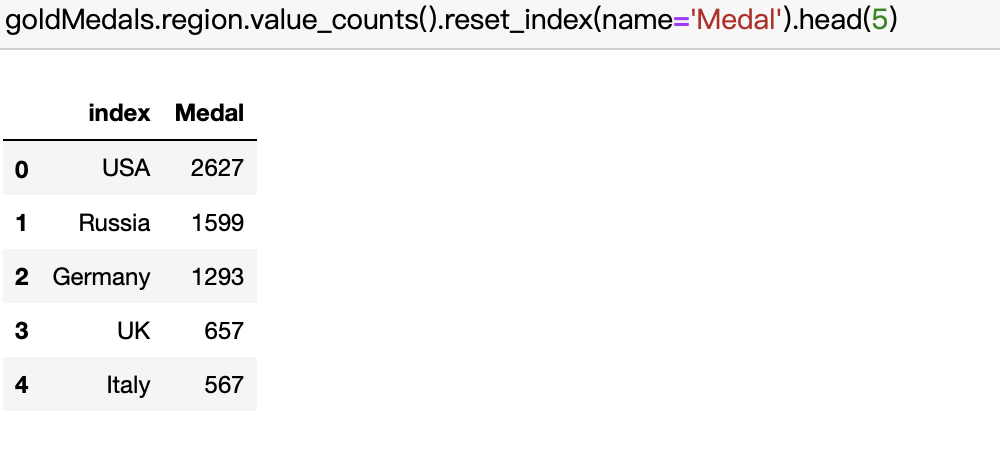 goldMedals.region.value_counts().reset_index(name='Medal').head(5)
index Medal
0 USA 2627
1 Russia 1599
2 Germany 1293
3 UK 657
4 Italy 567